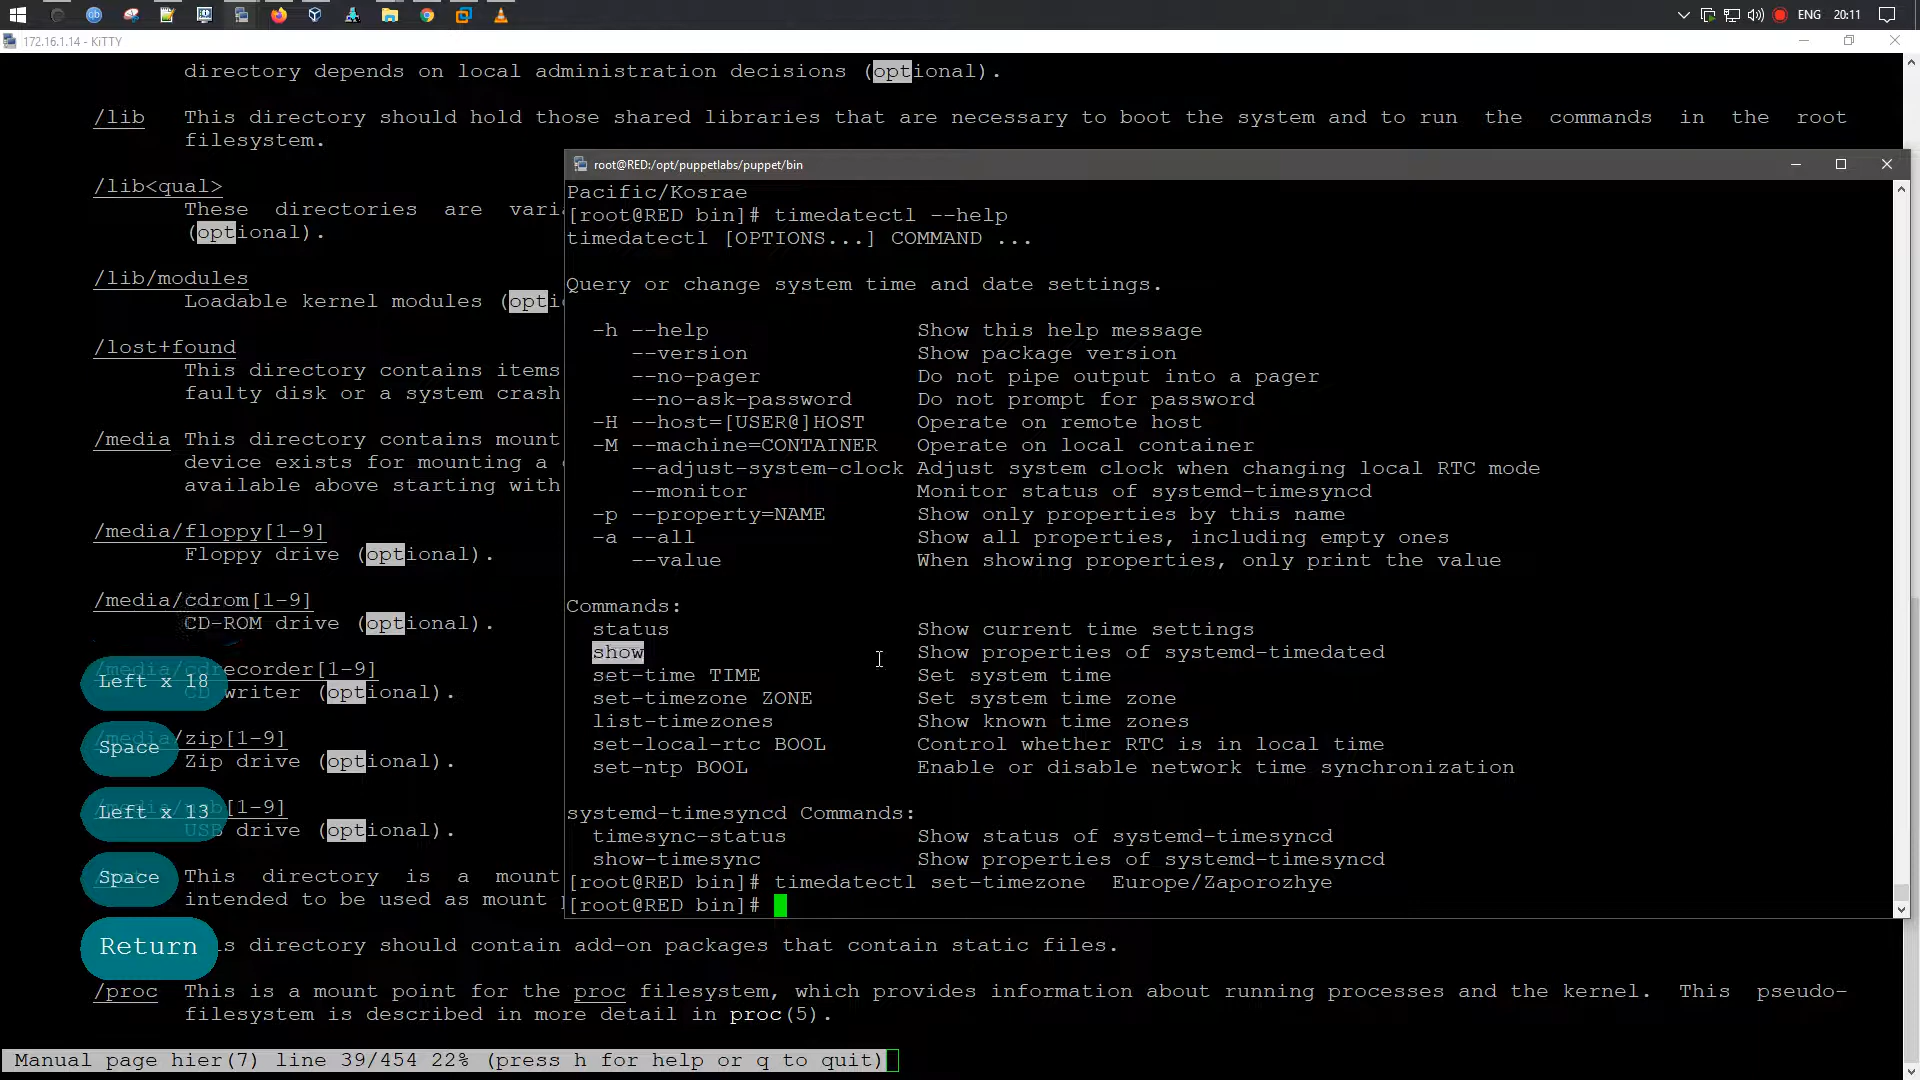 ENG 20:11
172.16.1.14 - KiTTY
directory depends on local administration decisions (optional).
/lib This directory should hold those shared libraries that are necessary to boot the system and to run the commands in the root
filesystem.
/lib<qual>
These directories are vari
(optional).
/lib/modules
Loadable kernel modules (opti
/lost+found
This directory contains items
faulty disk or a system crash
/media This directory contains mount
device exists for mounting a
available above starting with
/media/floppy[1-9]
Floppy drive (optional).
/media/cdrom[1-9]
CD-ROM drive (optional).
/media/cdrecorder[1-9]
CD writer (optional).
/media/zip[1-9]
Zip drive (optional).
[1-9]
USB drive (optional).
This directory is a mount
intended to be used as mount
is directory should contain add-on packages that contain static files.
/proc This is a mount point for the proc filesystem, which provides information about running processes and the kernel. This pseudo-
filesystem is described in more detail in proc(5).
Manual page hier(7) line 39/454 22% (press h for help or q to quit)
Left x 18
Space
Left x 13
Space
Return
root@RED:/opt/puppetlabs/puppet/bin
Pacific/Kosrae
[root@RED bin]# timedatectl --help
timedatectl [OPTIONS...] COMMAND ...
Query or change system time and date settings.
-h --help Show this help message
--version Show package version
--no-pager Do not pipe output into a pager
--no-ask-password Do not prompt for password
-H --host=[USER@]HOST Operate on remote host
-M --machine=CONTAINER Operate on local container
--adjust-system-clock Adjust system clock when changing local RTC mode
--monitor Monitor status of systemd-timesyncd
-p --property=NAME Show only properties by this name
-a --all Show all properties, including empty ones
--value When showing properties, only print the value
Commands:
status Show current time settings
show Show properties of systemd-timedated
set-time TIME Set system time
set-timezone ZONE Set system time zone
list-timezones Show known time zones
set-local-rtc BOOL Control whether RTC is in local time
set-ntp BOOL Enable or disable network time synchronization
systemd-timesyncd Commands:
timesync-status Show status of systemd-timesyncd
show-timesync Show properties of systemd-timesyncd
[root@RED bin]# timedatectl set-timezone Europe/Zaporozhye
[root@RED bin]#